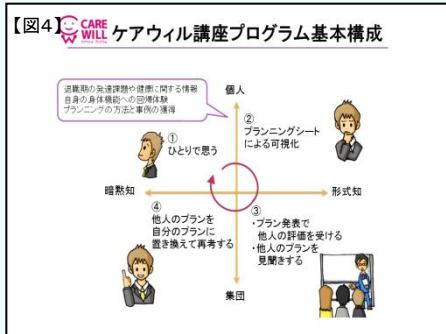 【図4】
CARE
WILL
ケアウィル講座プログラム基本構成
退職期の発達課題や健康に関する情報
自身の身体機能への回帰体験
プランニングの方法と事例の獲得
個人
①
ひとりで思う
②
プランニングシート
による可視化
暗黙知
形式知
④
他人のプランを
自分のプランに
置き換えて再考する
③
・プラン発表で
他人の評価を受ける
・他人のプランを
見聞きする
集団